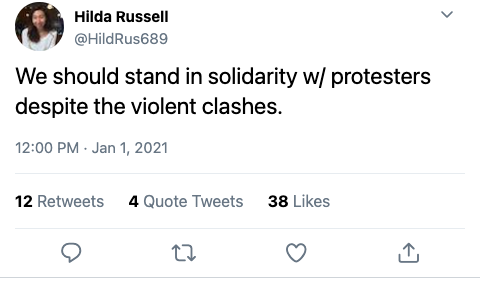 Hilda Russell
@HildRus689
We should stand in solidarity w/ protesters
despite the violent clashes.
12:00 PM · Jan 1, 2021
12 Retweets 4 Quote Tweets 38 Likes